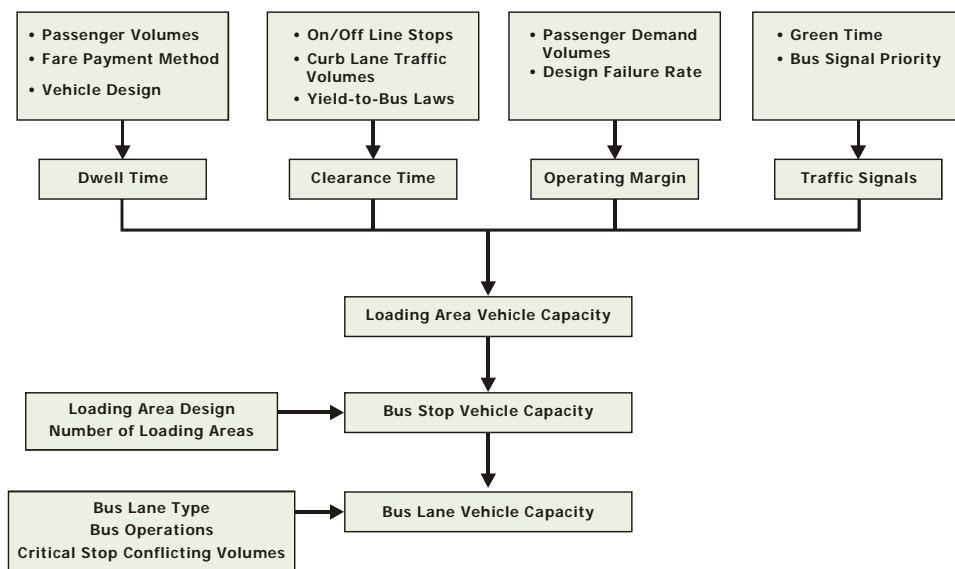 • Passenger Volumes
• Fare Payment Method
• Vehicle Design
• On/Off Line Stops
• Curb Lane Traffic
Volumes
• Yield-to-Bus Laws
• Passenger Demand
Volumes
• Design Failure Rate
• Green Time
• Bus Signal Priority
Dwell Time
Clearance Time
Operating Margin
Traffic Signals
Loading Area Vehicle Capacity
Loading Area Design
Number of Loading Areas
Bus Stop Vehicle Capacity
Bus Lane Type
Bus Operations
Critical Stop Conflicting Volumes
Bus Lane Vehicle Capacity